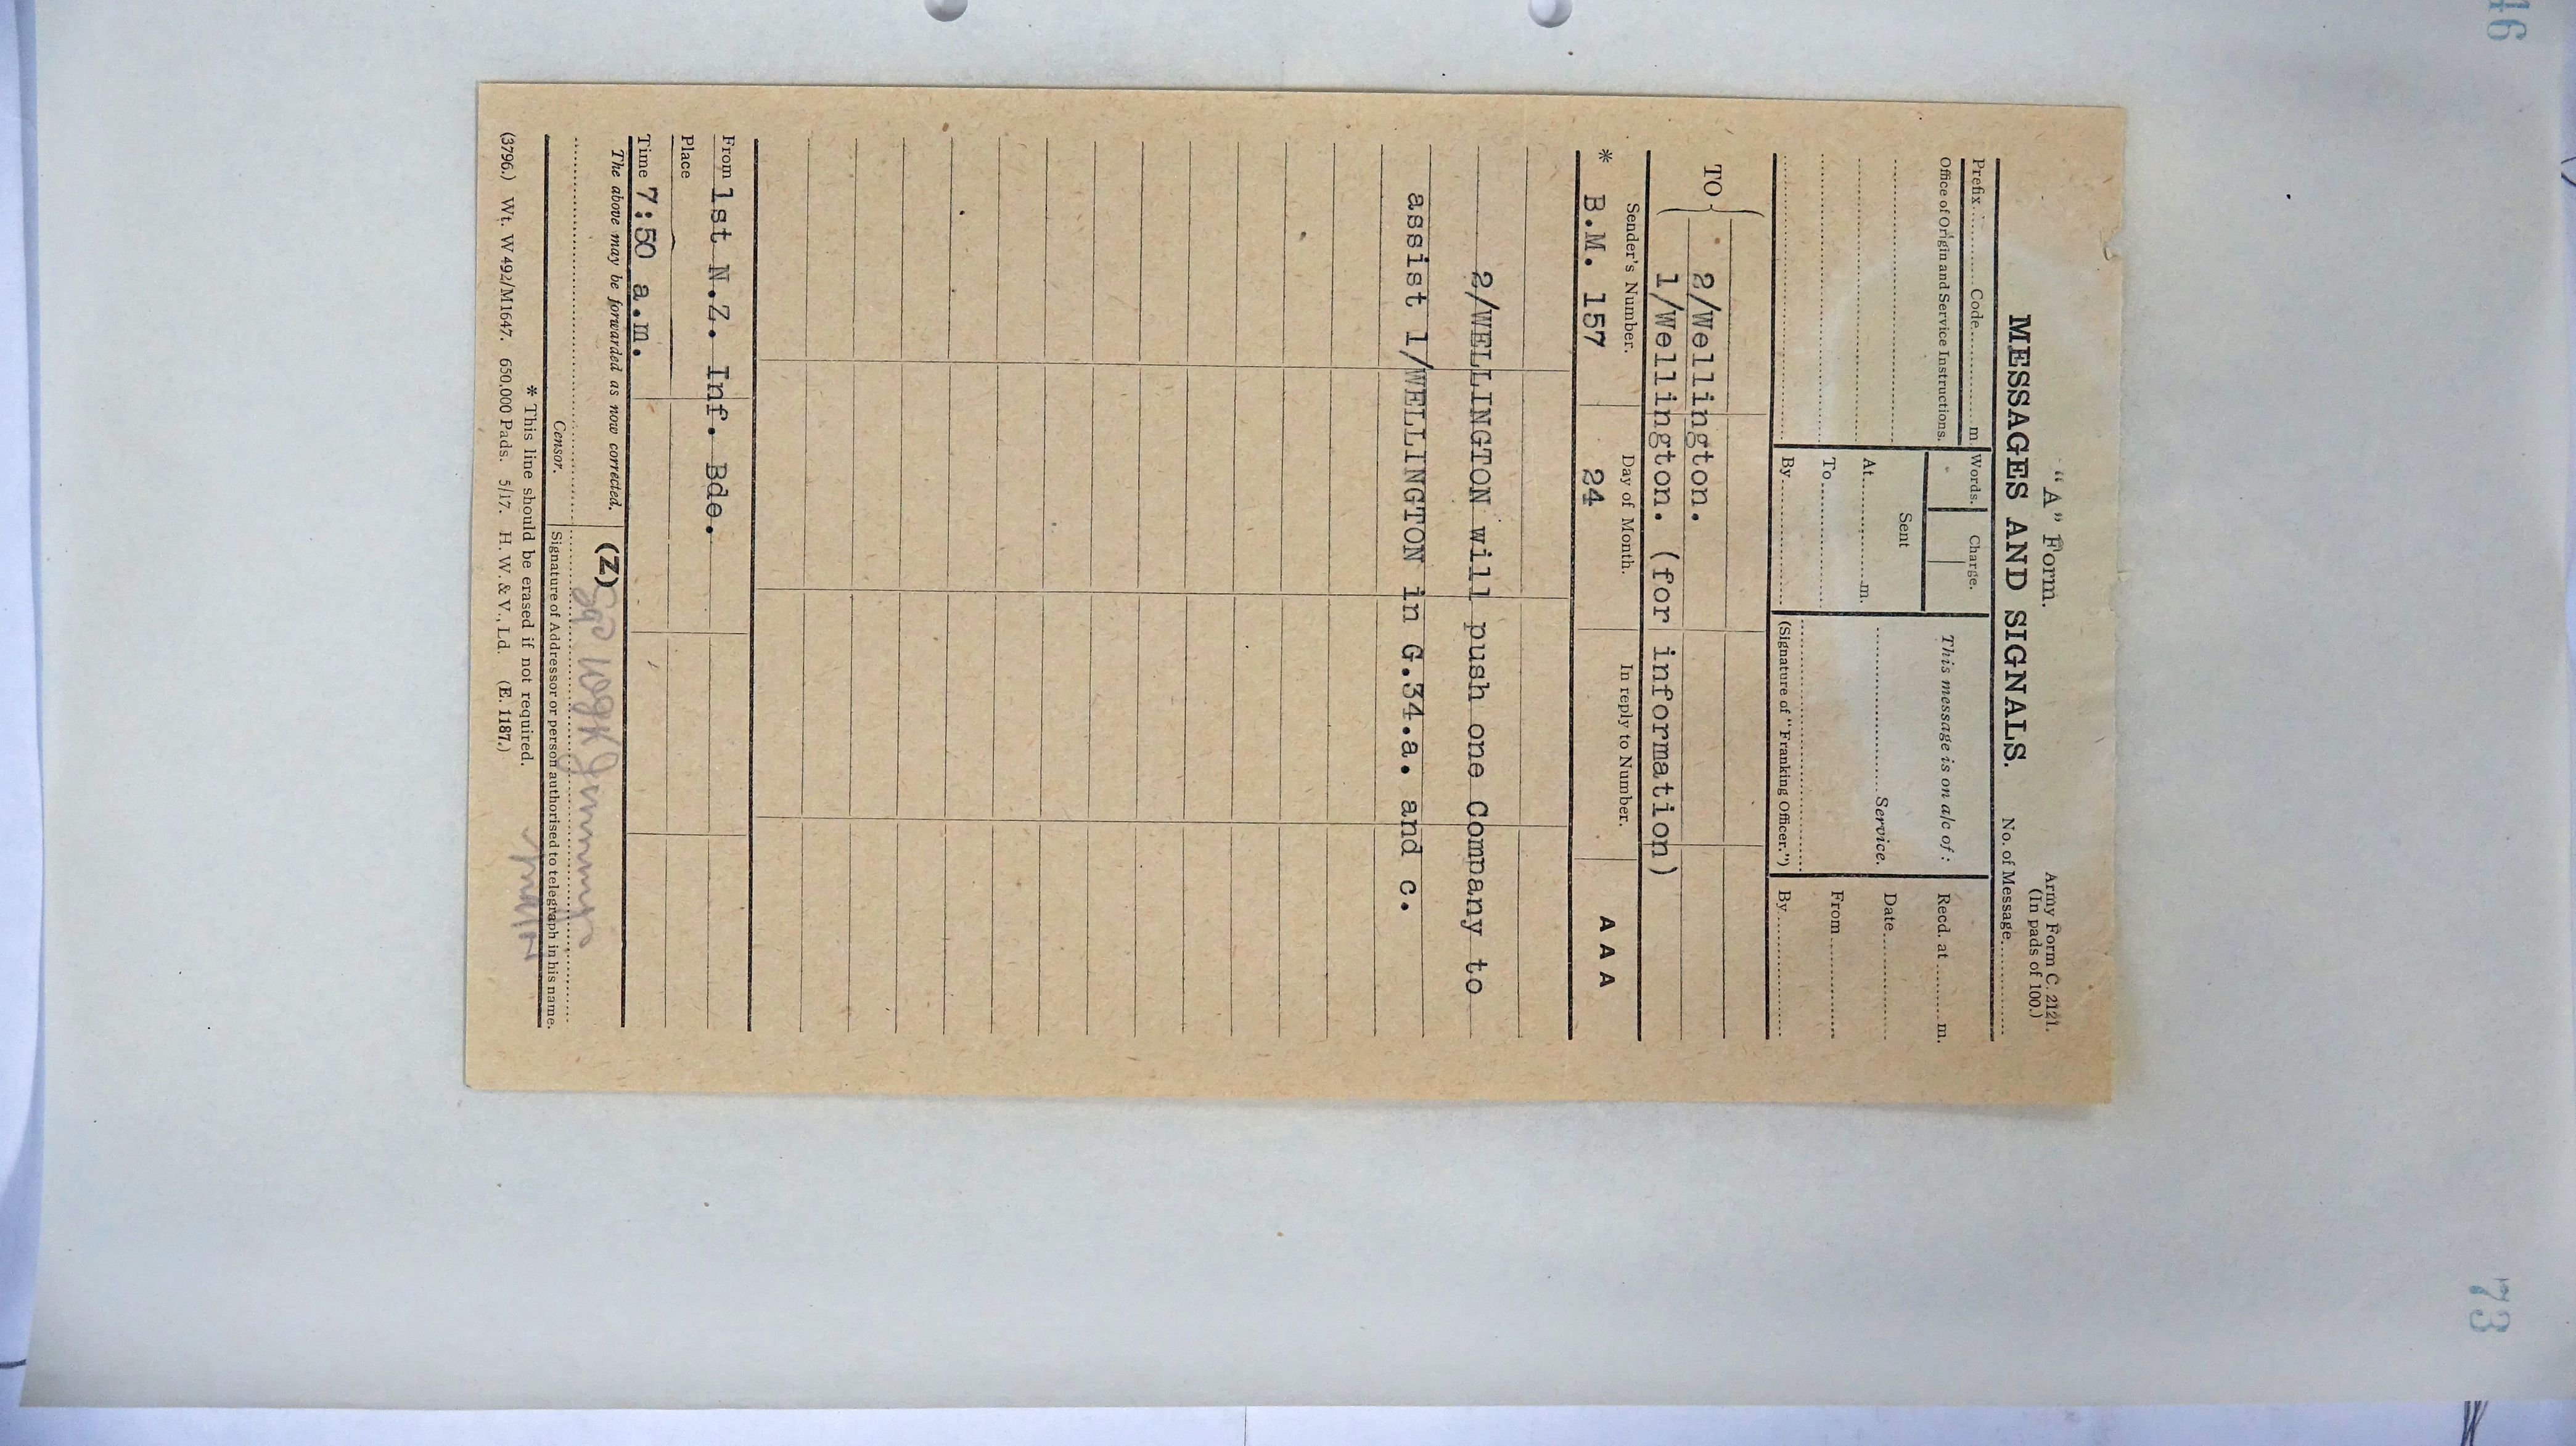 "A" Form.
Army Form C. 2121.
(In pads of 100.)
MESSAGES AND SIGNALS.
No. of Message
Prefix Code m.
Words. Charge.
This message is on a/c of:
Recd. at m.
Office of Origin and Service Instructions.
Sent
Service.
Date
At m.
To
From
By
(Signature of "Franking Officer.")
By
TO
2/Wellington.
1/Wellington. (for information)
Sender's Number.
Day of Month.
In reply to Number.
* B.M. 157
24
A A A
2/WELLINGTON will push one Company to
assist 1/WELLINGTON in G.34.a. and c.
From 1st N.Z. Inf. Bde.
Place
Time 7:50 a.m.
The above may be forwarded as now corrected.
(Z)
Censor.
Signature of Addressor or person authorised to telegraph in his name.
* This line should be erased if not required.
(3796.) Wt. W 492/M1647. 650,000 Pads. 5/17. H. W. & V., Ld. (E. 1187.)
46
73